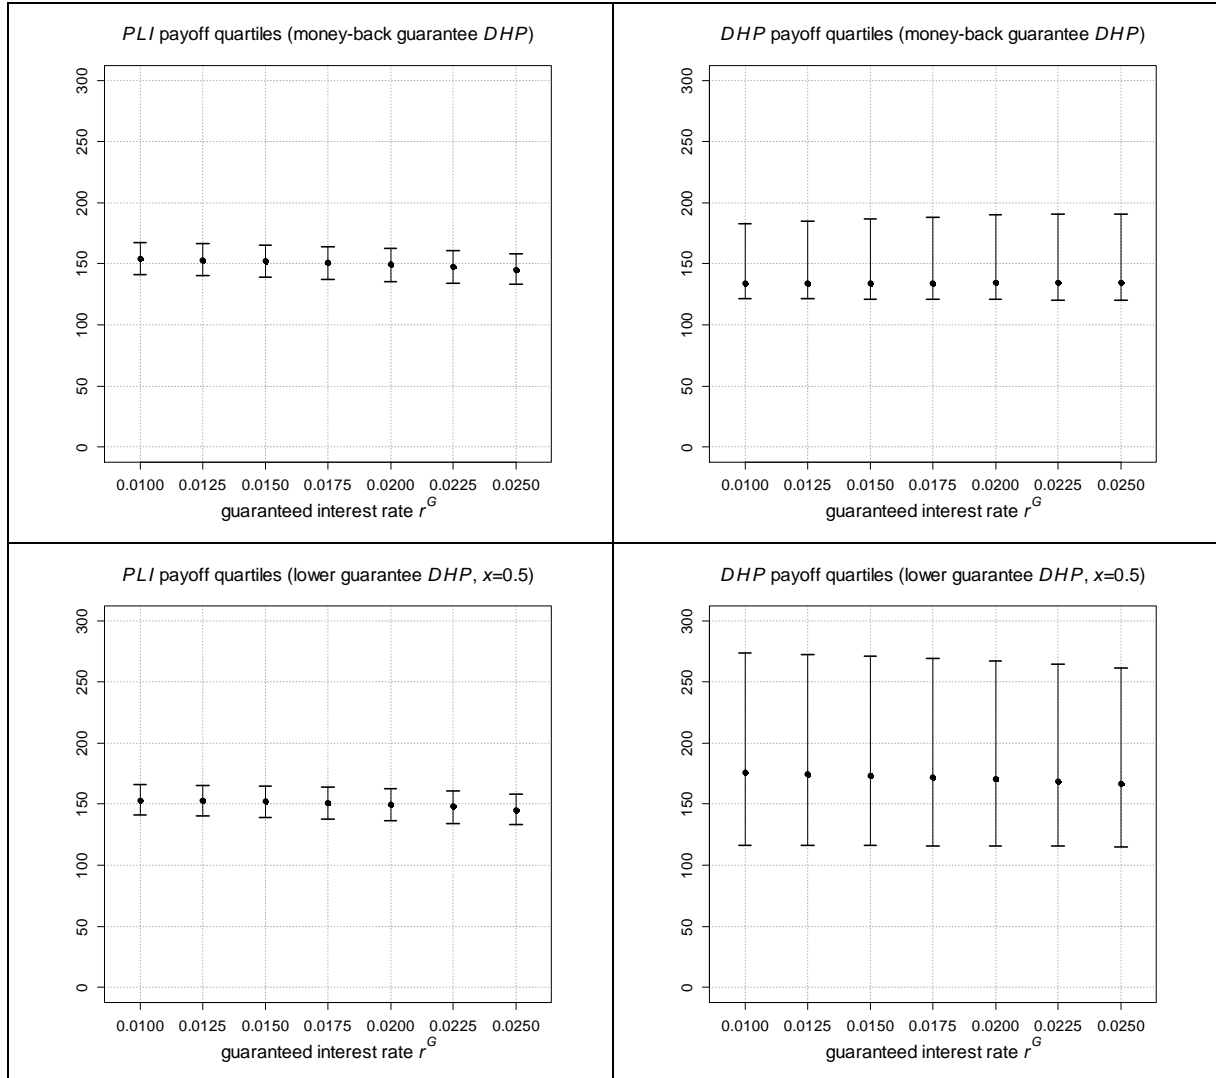 PLI payoff quartiles (money-back guarantee DHP)
300
250
200
150
100
50
0
0.0100 0.0125 0.0150 0.0175 0.0200 0.0225 0.0250
guaranteed interest rate r^G
DHP payoff quartiles (money-back guarantee DHP)
300
250
200
150
100
50
0
0.0100 0.0125 0.0150 0.0175 0.0200 0.0225 0.0250
guaranteed interest rate r^G
PLI payoff quartiles (lower guarantee DHP, x=0.5)
300
250
200
150
100
50
0
0.0100 0.0125 0.0150 0.0175 0.0200 0.0225 0.0250
guaranteed interest rate r^G
DHP payoff quartiles (lower guarantee DHP, x=0.5)
300
250
200
150
100
50
0
0.0100 0.0125 0.0150 0.0175 0.0200 0.0225 0.0250
guaranteed interest rate r^G